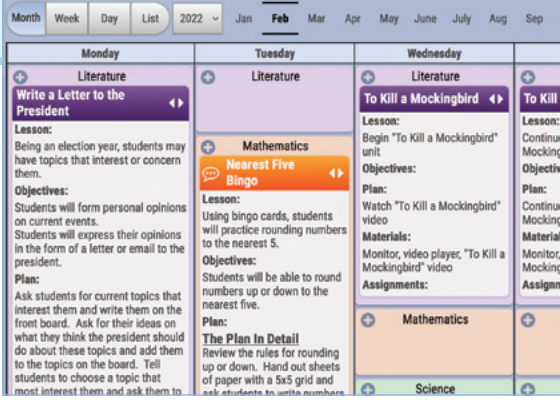 Month Week Day List 2022 Jan Feb Mar Apr May June July Aug Sep
Monday
Literature
Write a Letter to the
President
Lesson:
Being an election year, students may
have topics that interest or concern
them.
Objectives:
Students will form personal opinions
on current events.
Students will express their opinions
in the form of a letter or email to the
president.
Plan:
Ask students for current topics that
interest them and write them on the
front board. Ask for their ideas on
what they think the president should
do about these topics and add them
to the topics on the board. Tell
students to choose a topic that
most interest them and ask them to
Tuesday
Literature
Mathematics
Nearest Five
Bingo
Lesson:
Using bingo cards, students
will practice rounding numbers
to the nearest 5.
Objectives:
Students will be able to round
numbers up or down to the
nearest five.
Plan:
The Plan In Detail
Review the rules for rounding
up or down. Hand out sheets
of paper with a 5x5 grid and
ask students to write numbers
Wednesday
Literature
To Kill a Mockingbird
Lesson:
Begin "To Kill a Mockingbird"
unit
Objectives:
Plan:
Watch "To Kill a Mockingbird"
video
Materials:
Monitor, video player, "To Kill a
Mockingbird" video
Assignments:
Mathematics
Science
To Kill
Lesson:
Continu
Mocking
Objectiv
Plan:
Continu
Mocking
Material
Monitor,
Mocking
Assignn